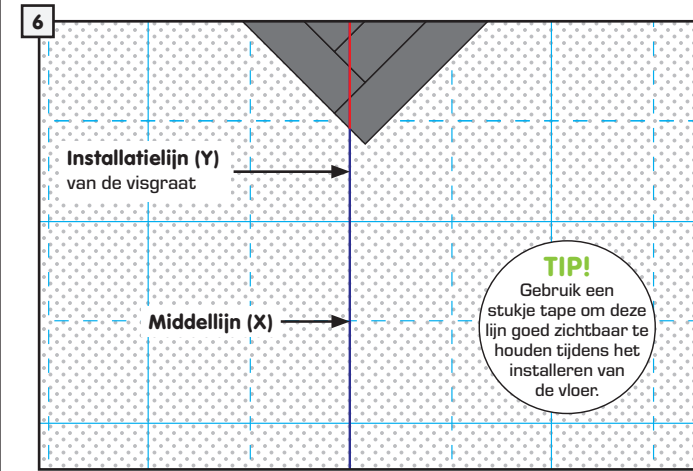 6
Installatielijn (Y)
van de visgraat
Middellijn (X)
TIP!
Gebruik een
stukje tape om deze
lijn goed zichtbaar te
houden tijdens het
installeren van
de vloer.